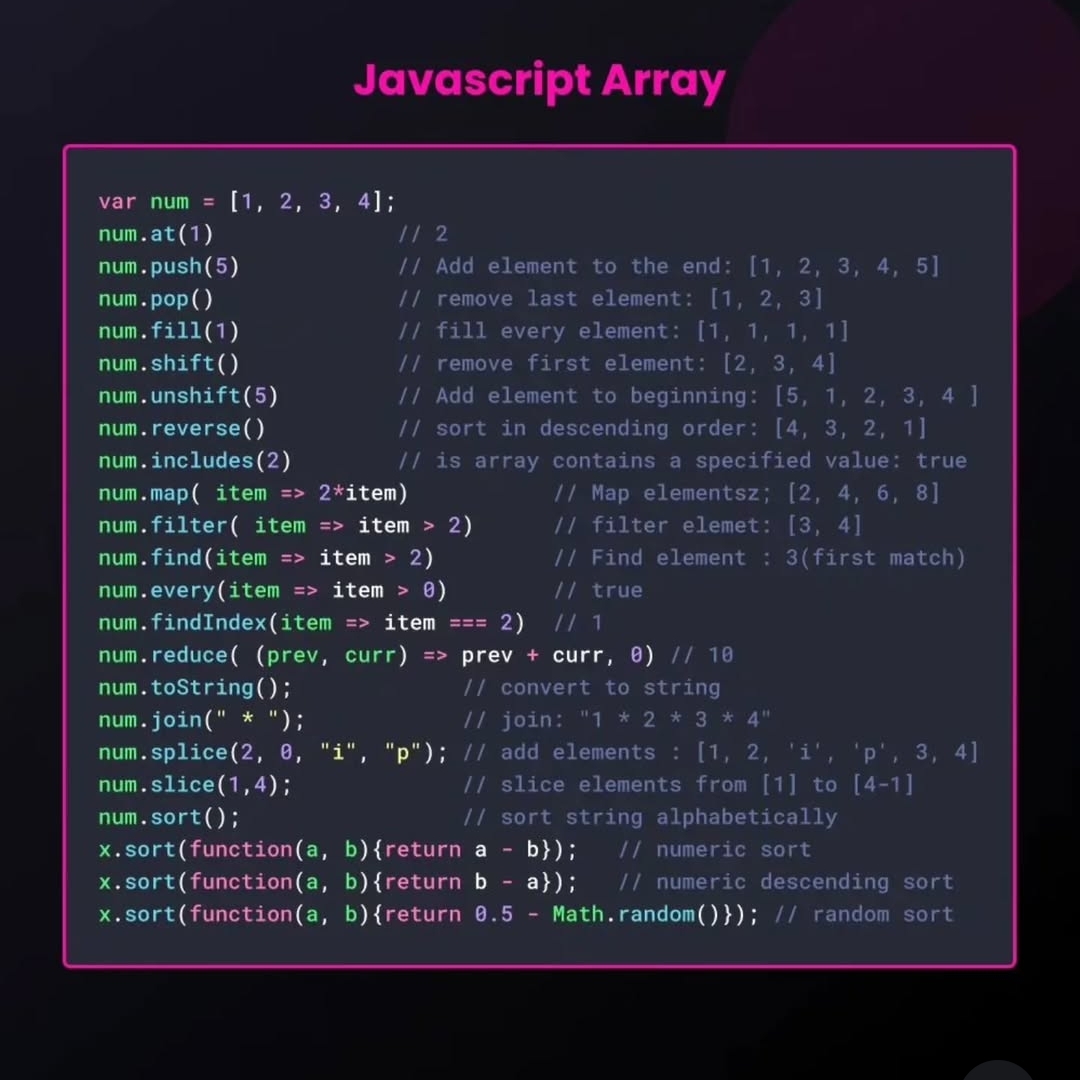 Javascript Array
var num = [1, 2, 3, 4];
num.at(1) // 2
num.push(5) // Add element to the end: [1, 2, 3, 4, 5]
num.pop() // remove last element: [1, 2, 3]
num.fill(1) // fill every element: [1, 1, 1, 1]
num.shift() // remove first element: [2, 3, 4]
num.unshift(5) // Add element to beginning: [5, 1, 2, 3, 4 ]
num.reverse() // sort in descending order: [4, 3, 2, 1]
num.includes(2) // is array contains a specified value: true
num.map( item => 2*item) // Map elementsz; [2, 4, 6, 8]
num.filter( item => item > 2) // filter elemet: [3, 4]
num.find(item => item > 2) // Find element : 3(first match)
num.every(item => item > 0) // true
num.findIndex(item => item === 2) // 1
num.reduce( (prev, curr) => prev + curr, 0) // 10
num.toString(); // convert to string
num.join(" * "); // join: "1 * 2 * 3 * 4"
num.splice(2, 0, "i", "p"); // add elements : [1, 2, 'i', 'p', 3, 4]
num.slice(1,4); // slice elements from [1] to [4-1]
num.sort(); // sort string alphabetically
x.sort(function(a, b){return a - b}); // numeric sort
x.sort(function(a, b){return b - a}); // numeric descending sort
x.sort(function(a, b){return 0.5 - Math.random()}); // random sort